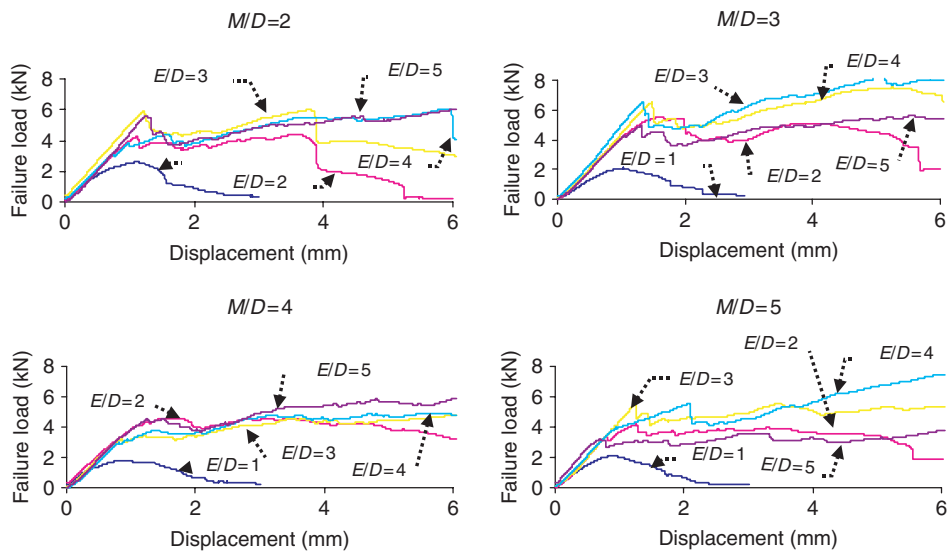 M/D=2
Failure load (kN)
8
6
4
2
0
0
2
4
6
Displacement (mm)
E/D=3
E/D=5
E/D=2
E/D=4
M/D=3
Failure load (kN)
8
6
4
2
0
0
2
4
6
Displacement (mm)
E/D=3
E/D=4
E/D=1
E/D=2
E/D=5
M/D=4
Failure load (kN)
8
6
4
2
0
0
2
4
6
Displacement (mm)
E/D=2
E/D=5
E/D=1
E/D=3
E/D=4
M/D=5
Failure load (kN)
8
6
4
2
0
0
2
4
6
Displacement (mm)
E/D=2
E/D=4
E/D=3
E/D=1
E/D=5